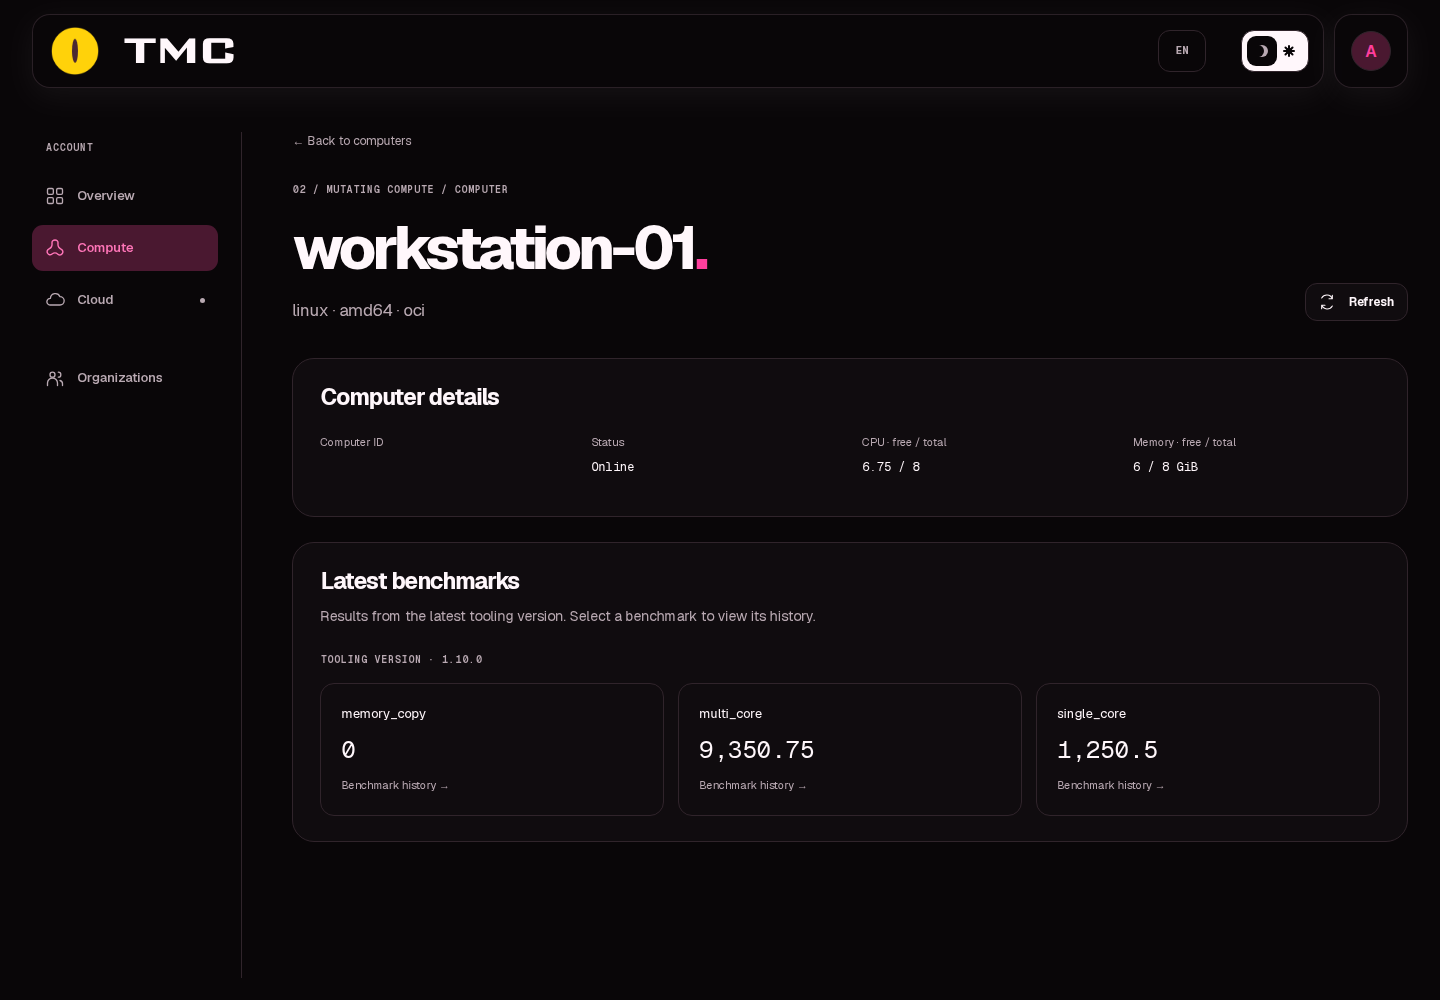 TMC
EN
A
ACCOUNT
Overview
Compute
Cloud
Organizations
← Back to computers
02 / MUTATING COMPUTE / COMPUTER
workstation-01.
linux · amd64 · oci
Refresh
Computer details
Computer ID
Status
Online
CPU · free / total
6.75 / 8
Memory · free / total
6 / 8 GiB
Latest benchmarks
Results from the latest tooling version. Select a benchmark to view its history.
TOOLING VERSION · 1.10.0
memory_copy
0
Benchmark history →
multi_core
9,350.75
Benchmark history →
single_core
1,250.5
Benchmark history →